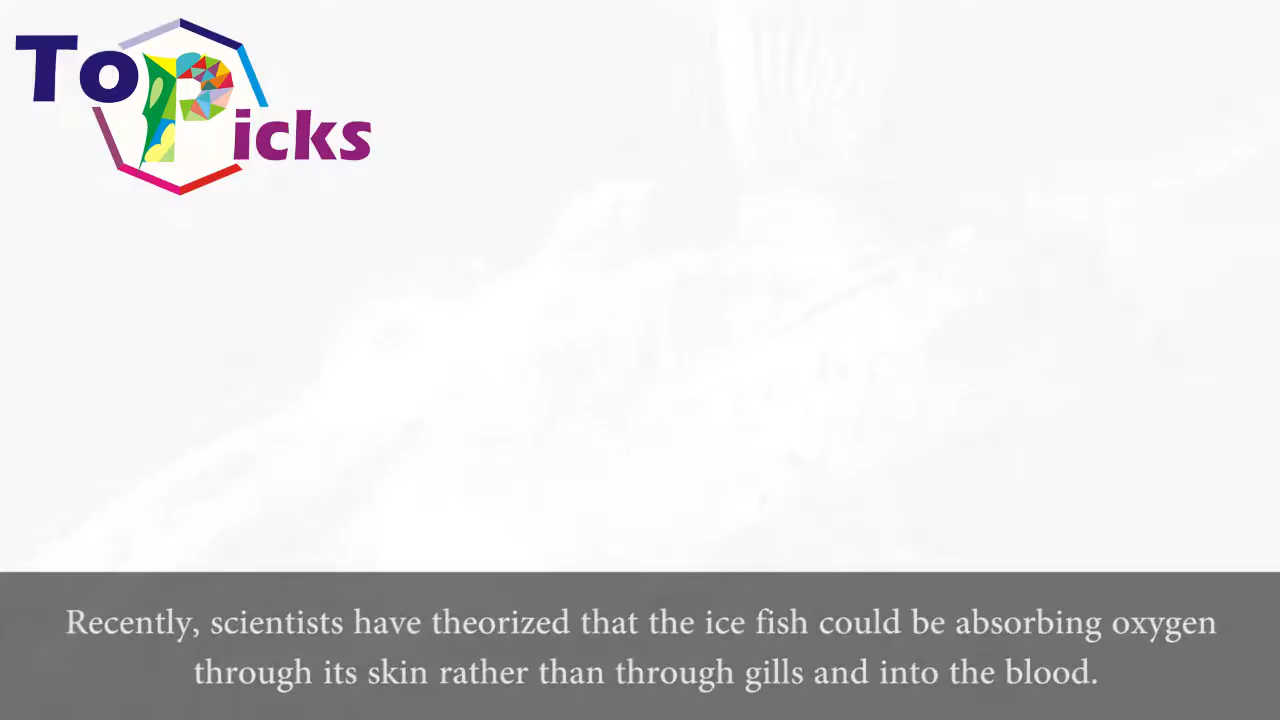 ToPicks
Recently, scientists have theorized that the ice fish could be absorbing oxygen
through its skin rather than through gills and into the blood.